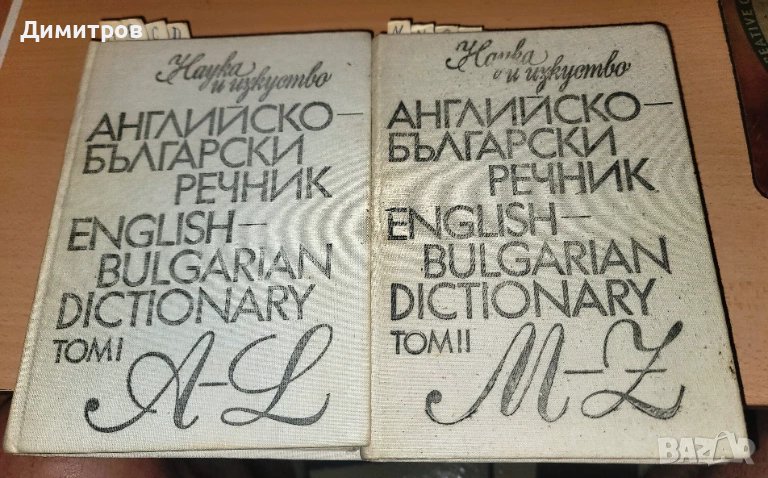 Димитров
C D
Наука
и изкуство
АНГЛИЙСКО–
БЪЛГАРСКИ
РЕЧНИК
ENGLISH–
BULGARIAN
DICTIONARY
ТОМ I
A–L
N
Наука
и изкуство
АНГЛИЙСКО–
БЪЛГАРСКИ
РЕЧНИК
ENGLISH–
BULGARIAN
DICTIONARY
ТОМ II
M–Z
BAZAR